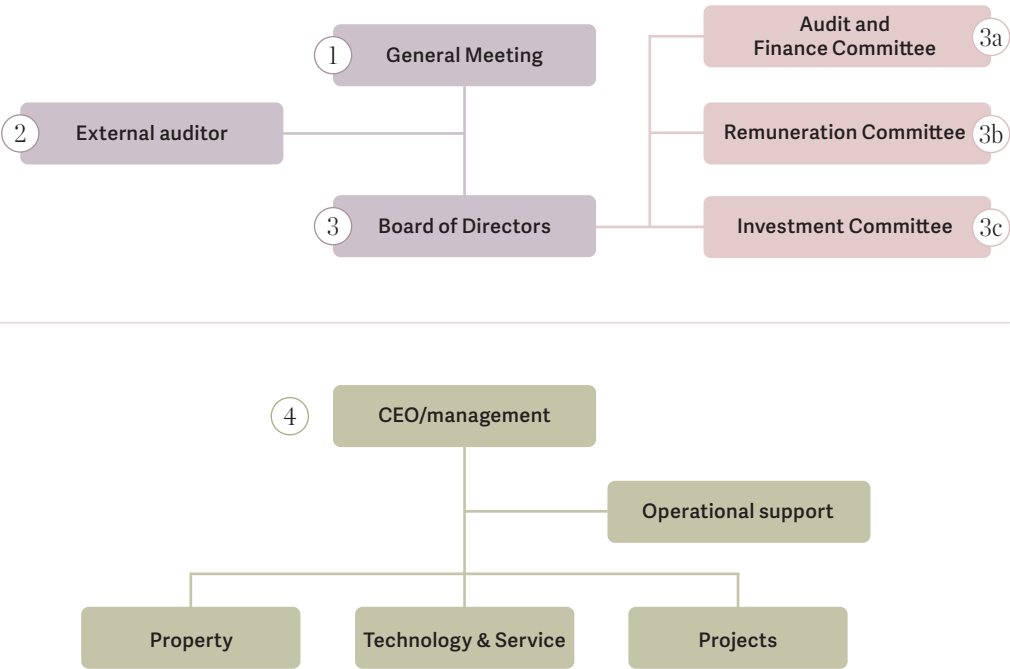 1
General Meeting
Audit and
Finance Committee
3a
2
External auditor
Remuneration Committee
3b
3
Board of Directors
Investment Committee
3c
4
CEO/management
Operational support
Property
Technology & Service
Projects